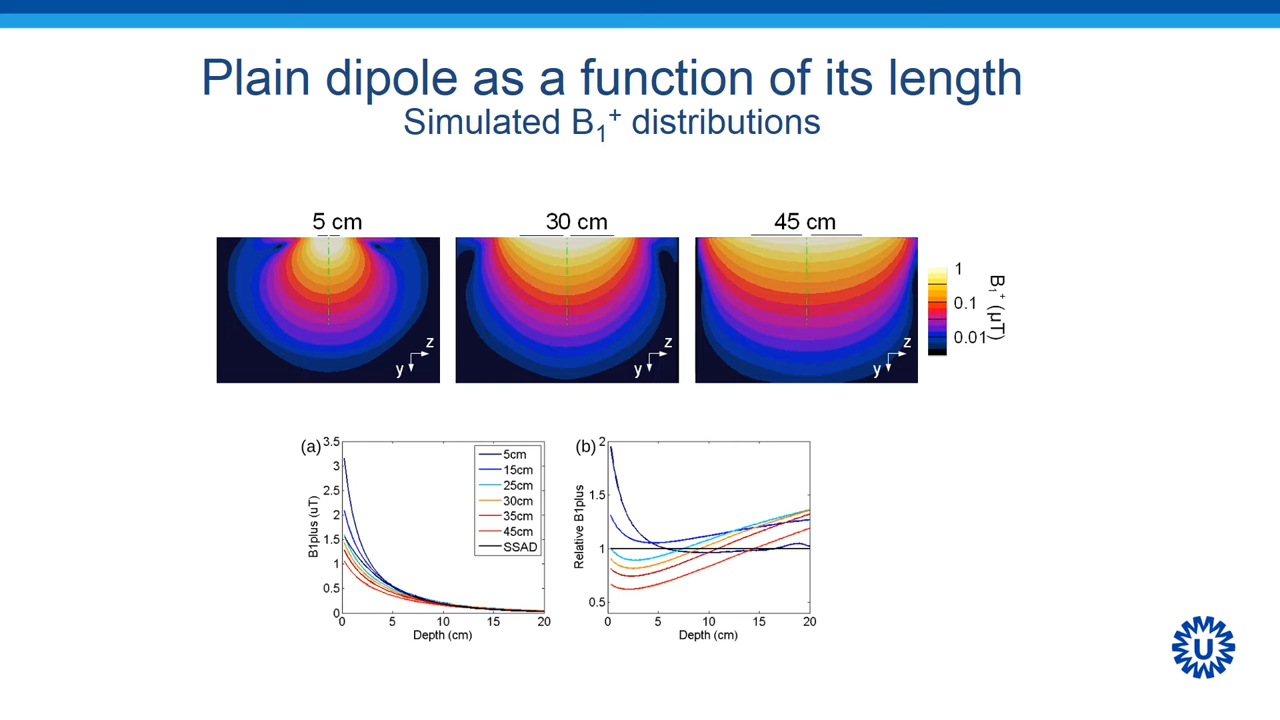 Plain dipole as a function of its length
Simulated B₁⁺ distributions
5 cm
30 cm
45 cm
z
y
z
y
z
y
1
0.1
0.01
B₁⁺ (μT)
(a)
3.5
3
2.5
2
1.5
1
0.5
0
B1plus (uT)
0 5 10 15 20
Depth (cm)
5cm
15cm
25cm
30cm
35cm
45cm
SSAD
(b)
2
1.5
1
0.5
Relative B1plus
0 5 10 15 20
Depth (cm)
U